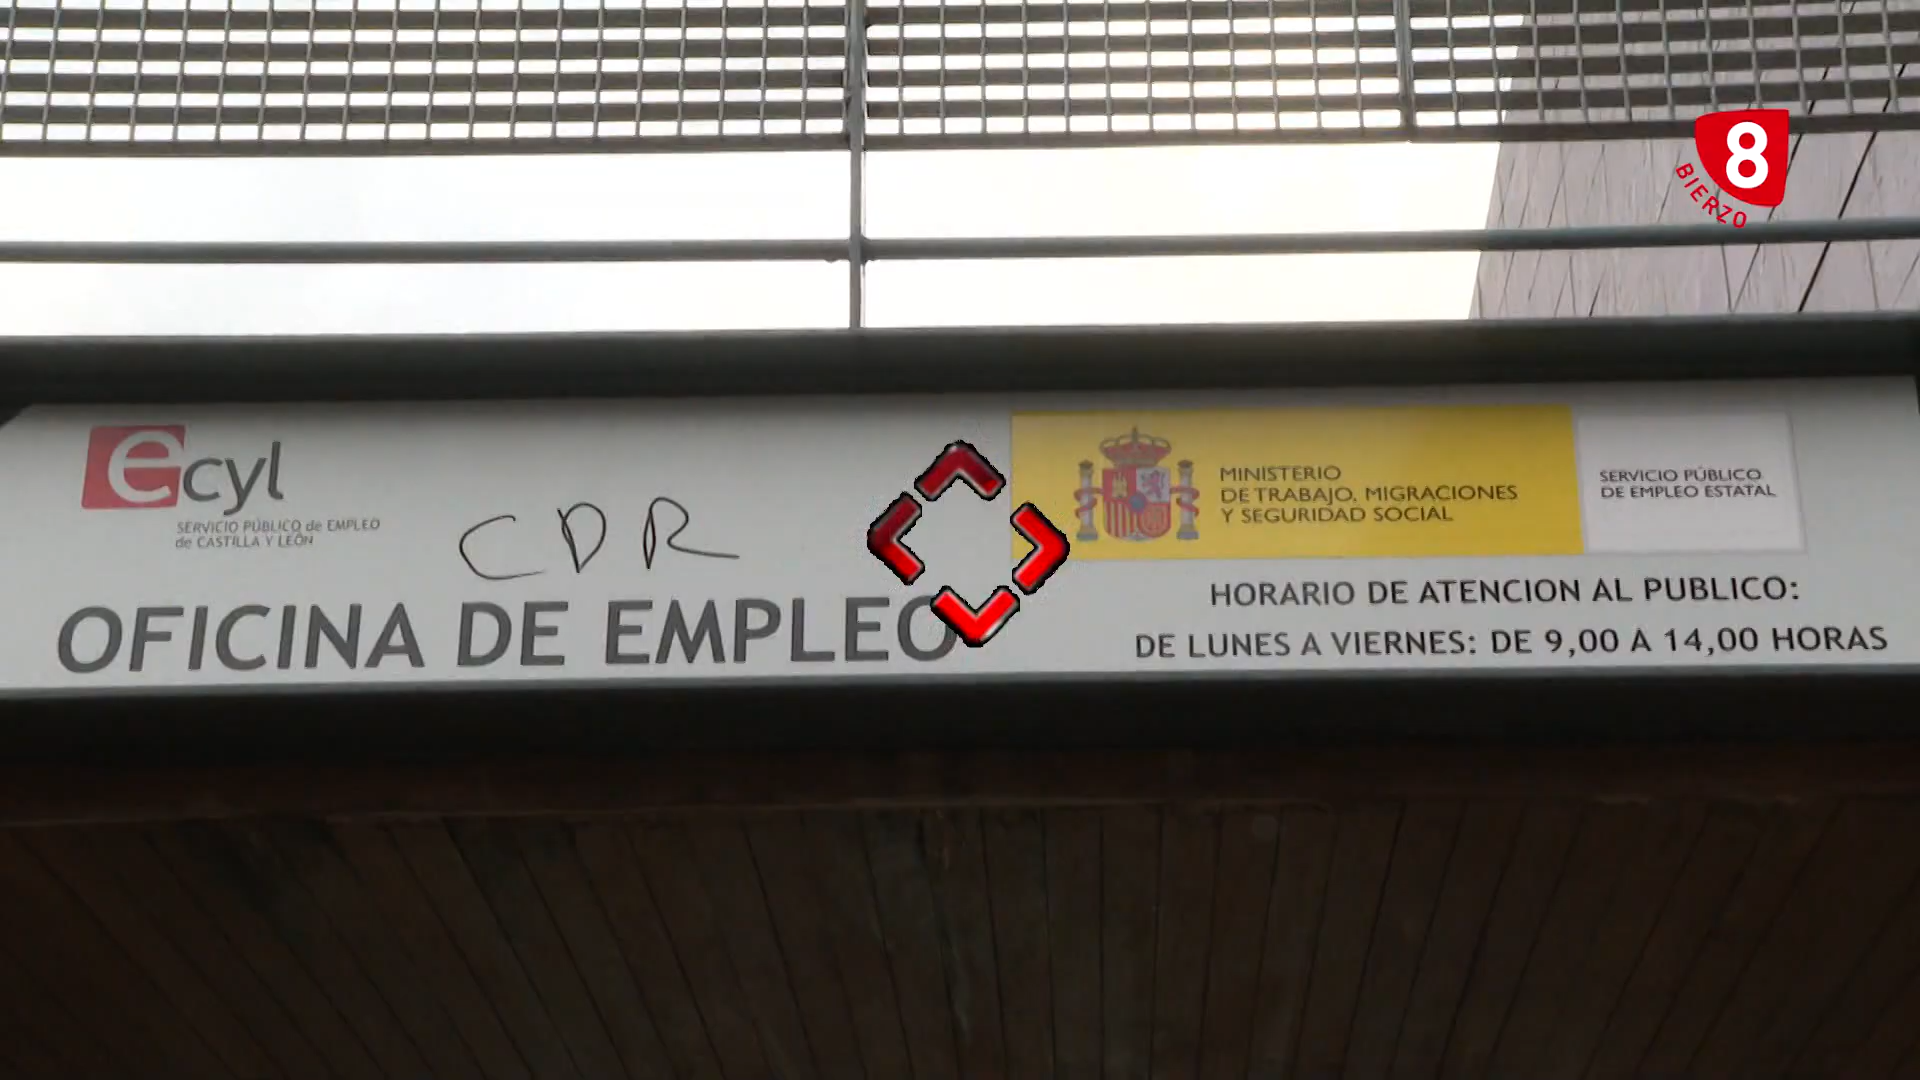 ecyl
SERVICIO PÚBLICO de EMPLEO
de CASTILLA Y LEÓN
CDR
OFICINA DE EMPLEO
MINISTERIO
DE TRABAJO, MIGRACIONES
Y SEGURIDAD SOCIAL
SERVICIO PÚBLICO
DE EMPLEO ESTATAL
HORARIO DE ATENCION AL PUBLICO:
DE LUNES A VIERNES: DE 9,00 A 14,00 HORAS
8
BIERZO